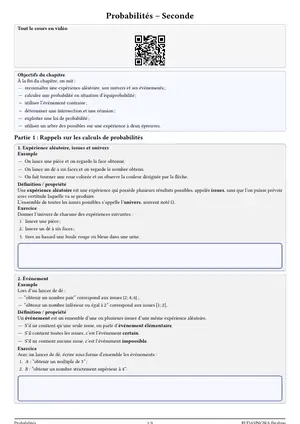 Probabilités – Seconde
Tout le cours en vidéo
Objectifs du chapitre
À la fin du chapitre, on sait :
— reconnaître une expérience aléatoire, son univers et ses événements ;
— calculer une probabilité en situation d'équiprobabilité ;
— utiliser l'événement contraire ;
— déterminer une intersection et une réunion ;
— exploiter une loi de probabilité ;
— utiliser un arbre des possibles sur une expérience à deux épreuves.
Partie 1 : Rappels sur les calculs de probabilités
1. Expérience aléatoire, issues et univers
Exemple
— On lance une pièce et on regarde la face obtenue.
— On lance un dé à six faces et on regarde le nombre obtenu.
— On fait tourner une roue colorée et on observe la couleur désignée par la flèche.
Définition / propriété
Une expérience aléatoire est une expérience qui possède plusieurs résultats possibles, appelés issues, sans que l'on puisse prévoir
avec certitude laquelle va se produire.
L'ensemble de toutes les issues possibles s'appelle l'univers, souvent noté Ω.
Exercice
Donner l'univers de chacune des expériences suivantes :
1. lancer une pièce ;
2. lancer un dé à six faces ;
3. tirer au hasard une boule rouge ou bleue dans une urne.
2. Événement
Exemple
Lors d'un lancer de dé :
— "obtenir un nombre pair" correspond aux issues {2; 4; 6} ;
— "obtenir un nombre inférieur ou égal à 2" correspond aux issues {1; 2}.
Définition / propriété
Un événement est un ensemble d'une ou plusieurs issues d'une même expérience aléatoire.
— S'il ne contient qu'une seule issue, on parle d'événement élémentaire.
— S'il contient toutes les issues, c'est l'événement certain.
— S'il ne contient aucune issue, c'est l'événement impossible.
Exercice
Avec un lancer de dé, écrire sous forme d'ensemble les événements :
1. A : "obtenir un multiple de 3" ;
2. B : "obtenir un nombre strictement supérieur à 4".
Probabilités